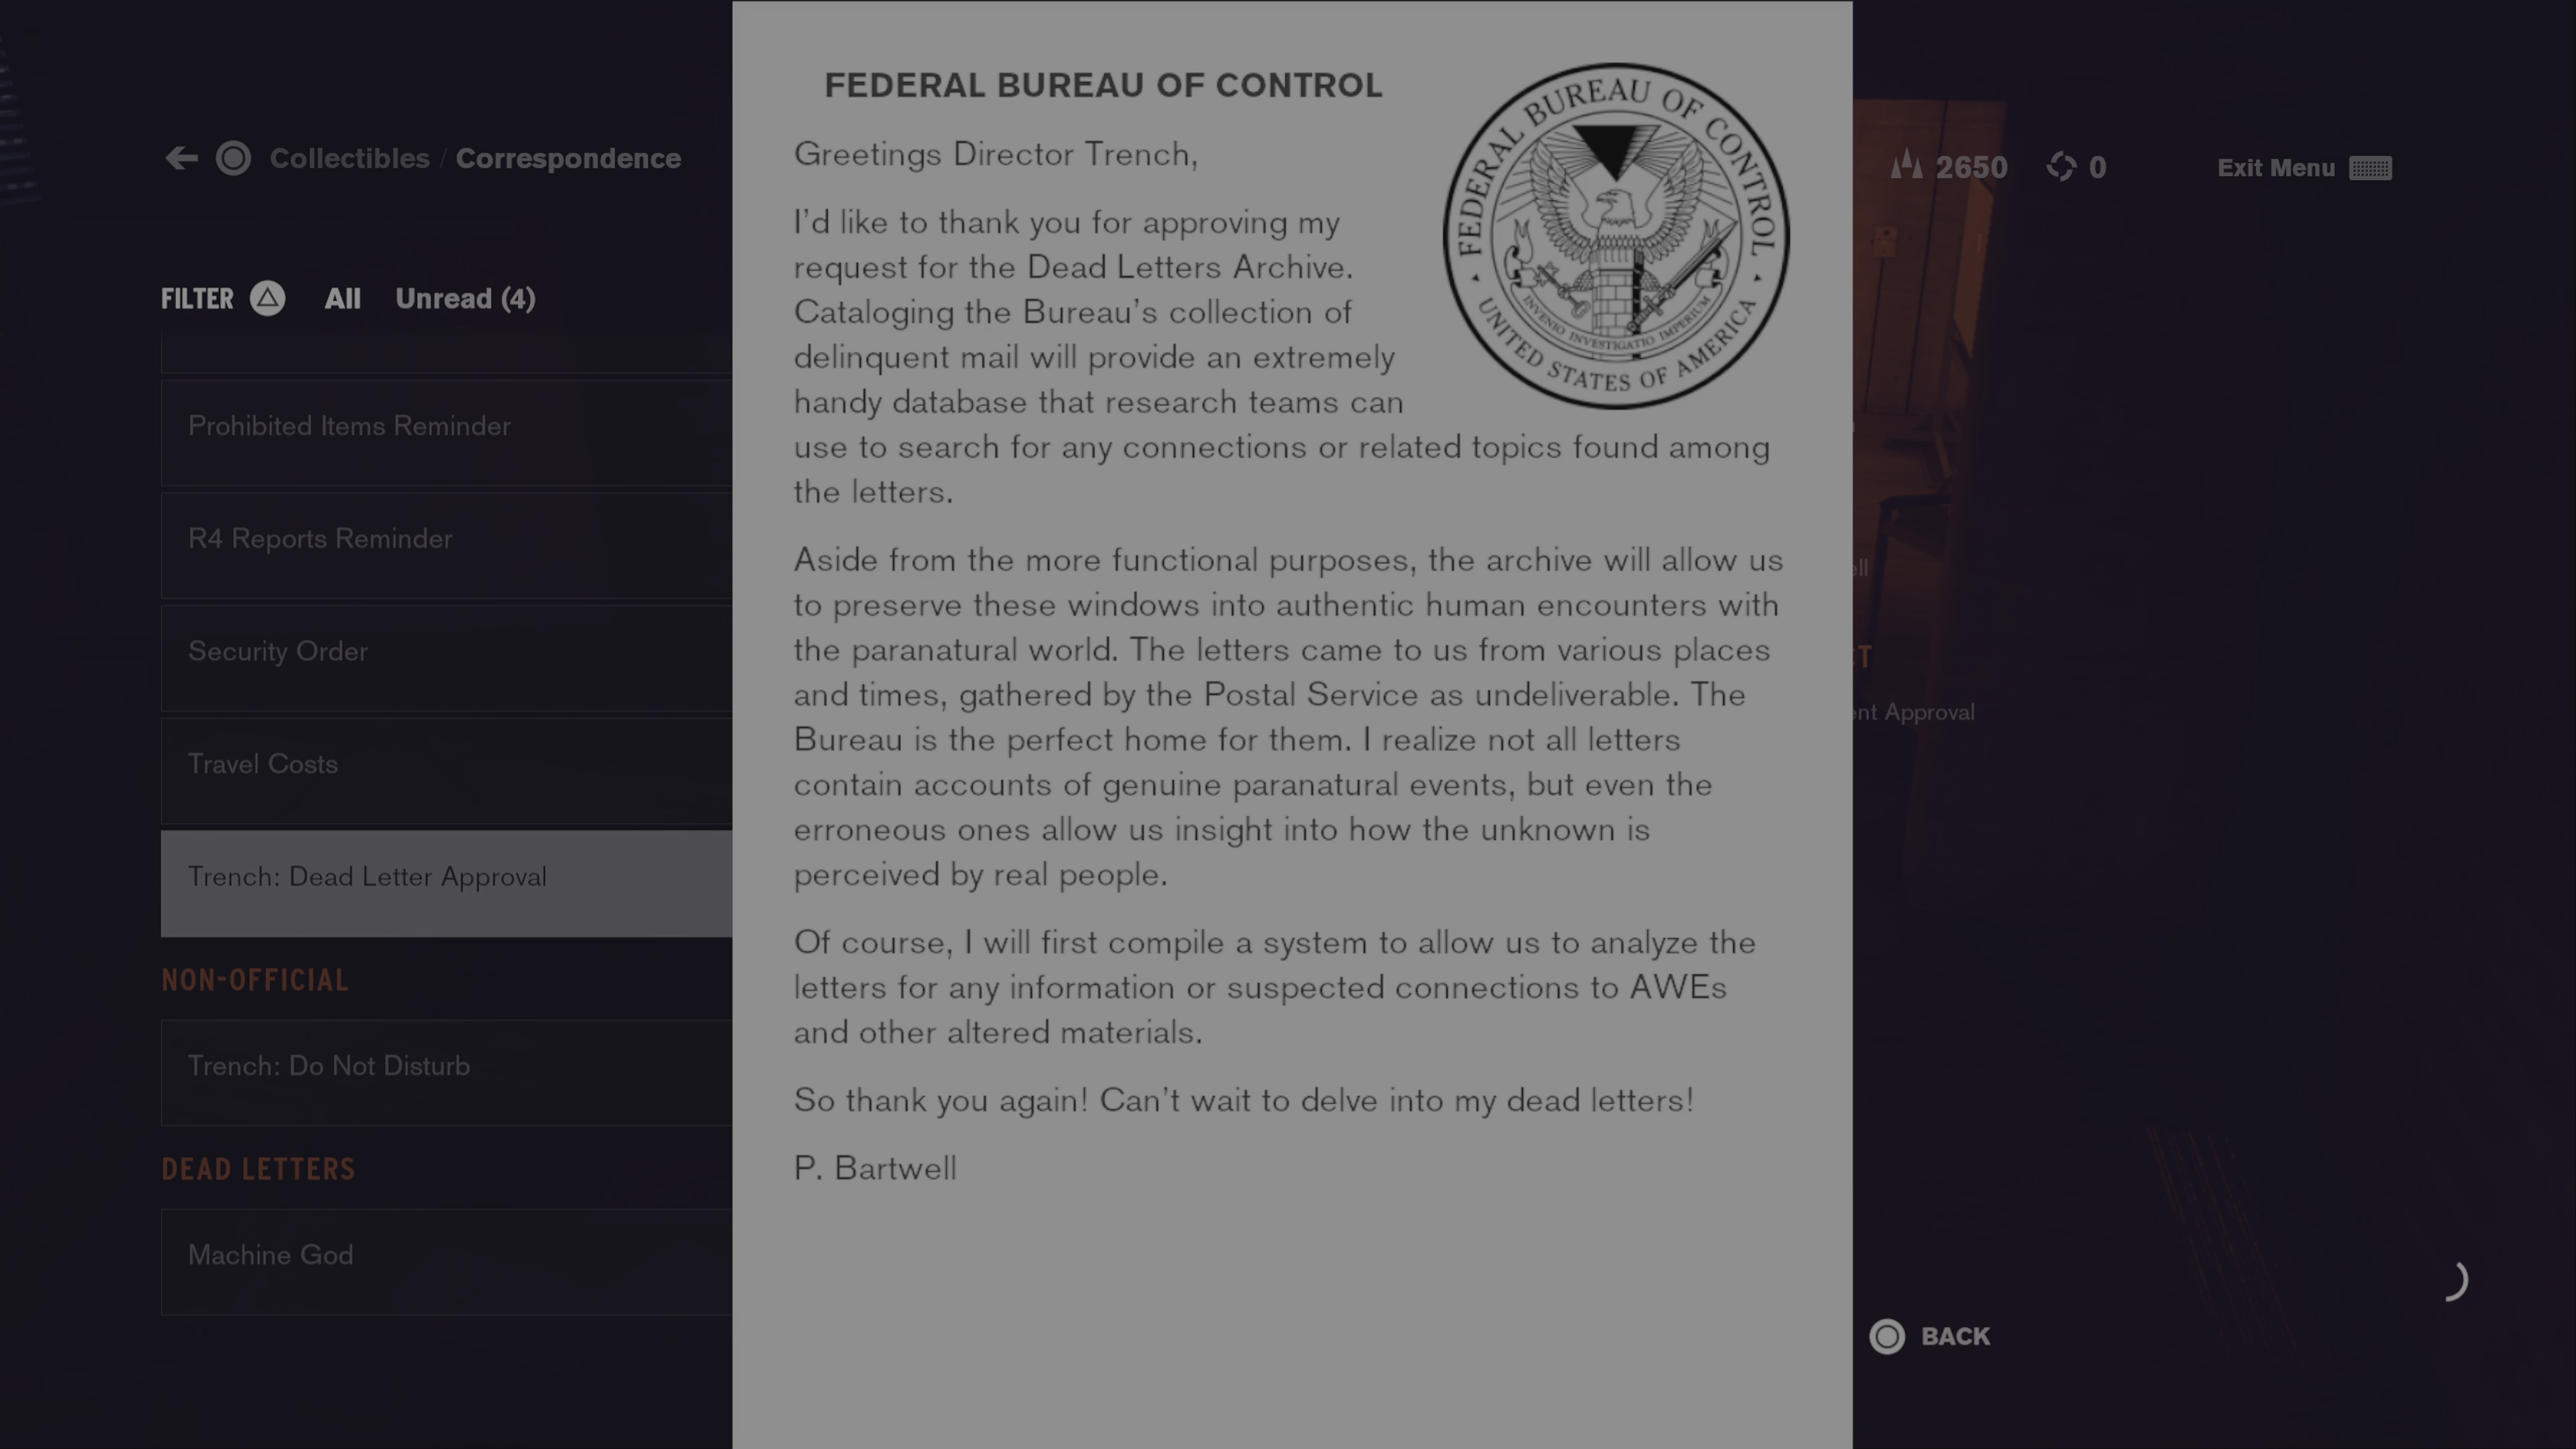 Collectibles / Correspondence
2650
0
Exit Menu
FILTER
All
Unread (4)
Prohibited Items Reminder
R4 Reports Reminder
Security Order
Travel Costs
Trench: Dead Letter Approval
NON-OFFICIAL
Trench: Do Not Disturb
DEAD LETTERS
Machine God
FEDERAL BUREAU OF CONTROL
FEDERAL BUREAU OF CONTROL
UNITED STATES OF AMERICA
INVENIO INVESTIGATIO IMPERIUM
Greetings Director Trench,
I'd like to thank you for approving my
request for the Dead Letters Archive.
Cataloging the Bureau's collection of
delinquent mail will provide an extremely
handy database that research teams can
use to search for any connections or related topics found among
the letters.
Aside from the more functional purposes, the archive will allow us
to preserve these windows into authentic human encounters with
the paranatural world. The letters came to us from various places
and times, gathered by the Postal Service as undeliverable. The
Bureau is the perfect home for them. I realize not all letters
contain accounts of genuine paranatural events, but even the
erroneous ones allow us insight into how the unknown is
perceived by real people.
Of course, I will first compile a system to allow us to analyze the
letters for any information or suspected connections to AWEs
and other altered materials.
So thank you again! Can't wait to delve into my dead letters!
P. Bartwell
Approval
BACK